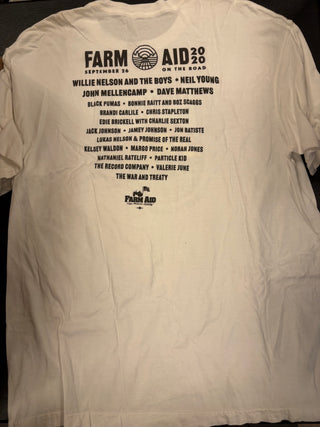 FARM AID 2020
SEPTEMBER 26 ON THE ROAD
WILLIE NELSON AND THE BOYS • NEIL YOUNG
JOHN MELLENCAMP • DAVE MATTHEWS
BLACK PUMAS • BONNIE RAITT AND BOZ SCAGGS
BRANDI CARLILE • CHRIS STAPLETON
EDIE BRICKELL WITH CHARLIE SEXTON
JACK JOHNSON • JAMEY JOHNSON • JON BATISTE
LUKAS NELSON & PROMISE OF THE REAL
KELSEY WALDON • MARGO PRICE • NORAH JONES
NATHANIEL RATELIFF • PARTICLE KID
THE RECORD COMPANY • VALERIE JUNE
THE WAR AND TREATY
FARM AID